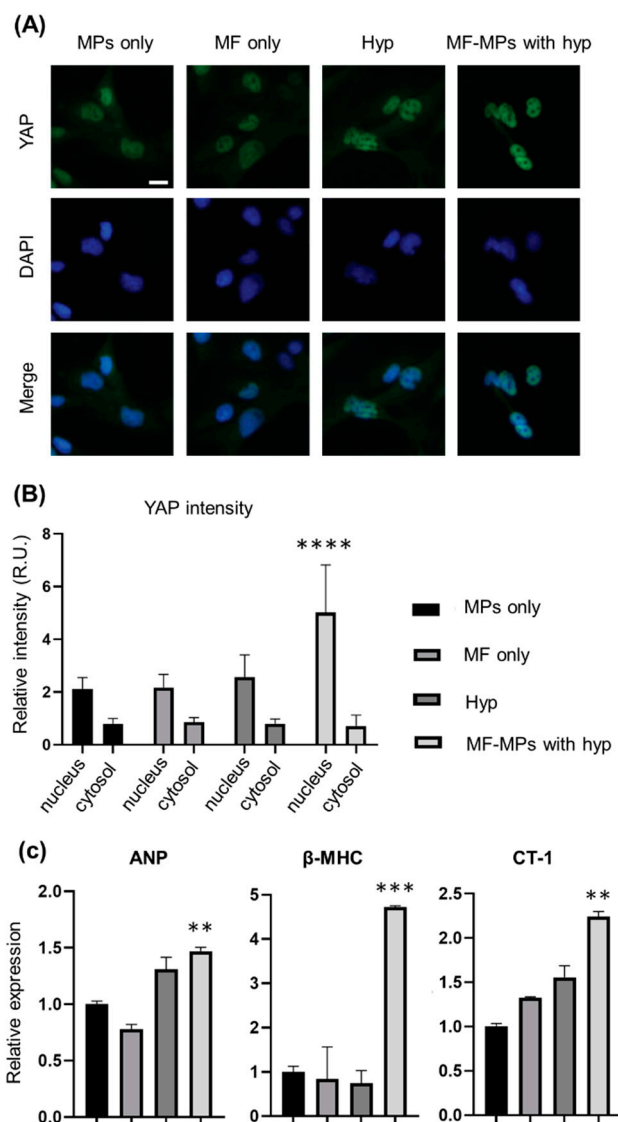 (A)
MPs only MF only Hyp MF-MPs with hyp
YAP
DAPI
Merge
(B)
YAP intensity
Relative intensity (R.U.)
8
6
4
2
0
****
nucleus cytosol nucleus cytosol nucleus cytosol nucleus cytosol
MPs only
MF only
Hyp
MF-MPs with hyp
(c)
ANP β-MHC CT-1
Relative expression
2.0
1.5
1.0
0.5
0.0
**
5
4
3
2
1
0
***
2.5
2.0
1.5
1.0
0.5
0.0
**